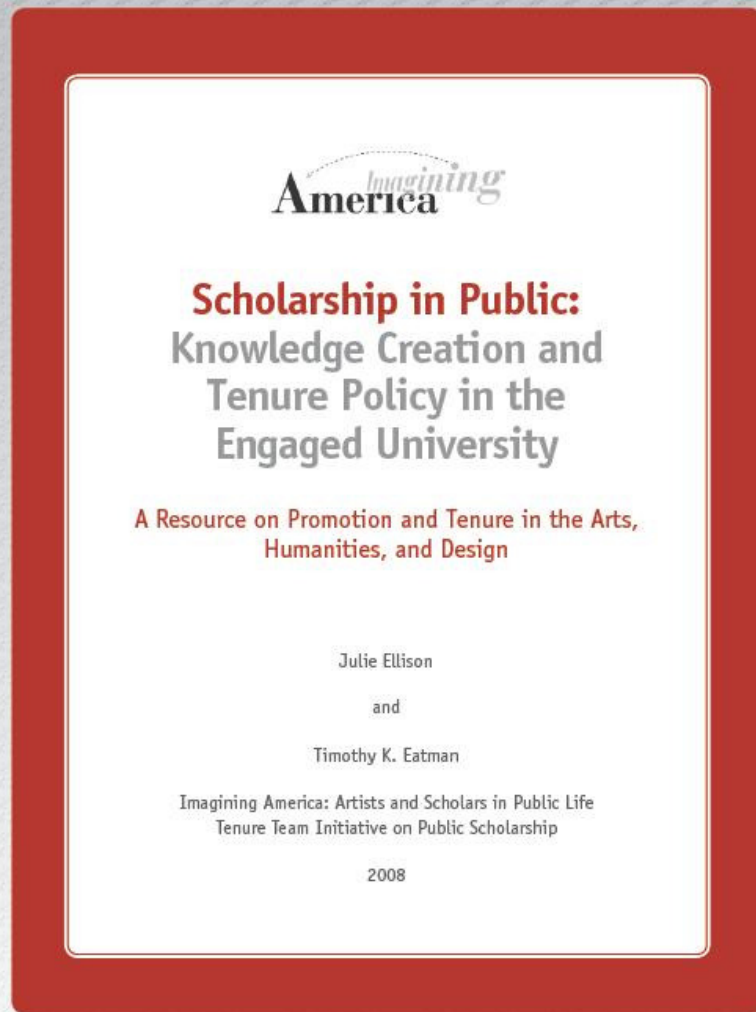 Imagining
America
Scholarship in Public:
Knowledge Creation and
Tenure Policy in the
Engaged University
A Resource on Promotion and Tenure in the Arts,
Humanities, and Design
Julie Ellison
and
Timothy K. Eatman
Imagining America: Artists and Scholars in Public Life
Tenure Team Initiative on Public Scholarship
2008